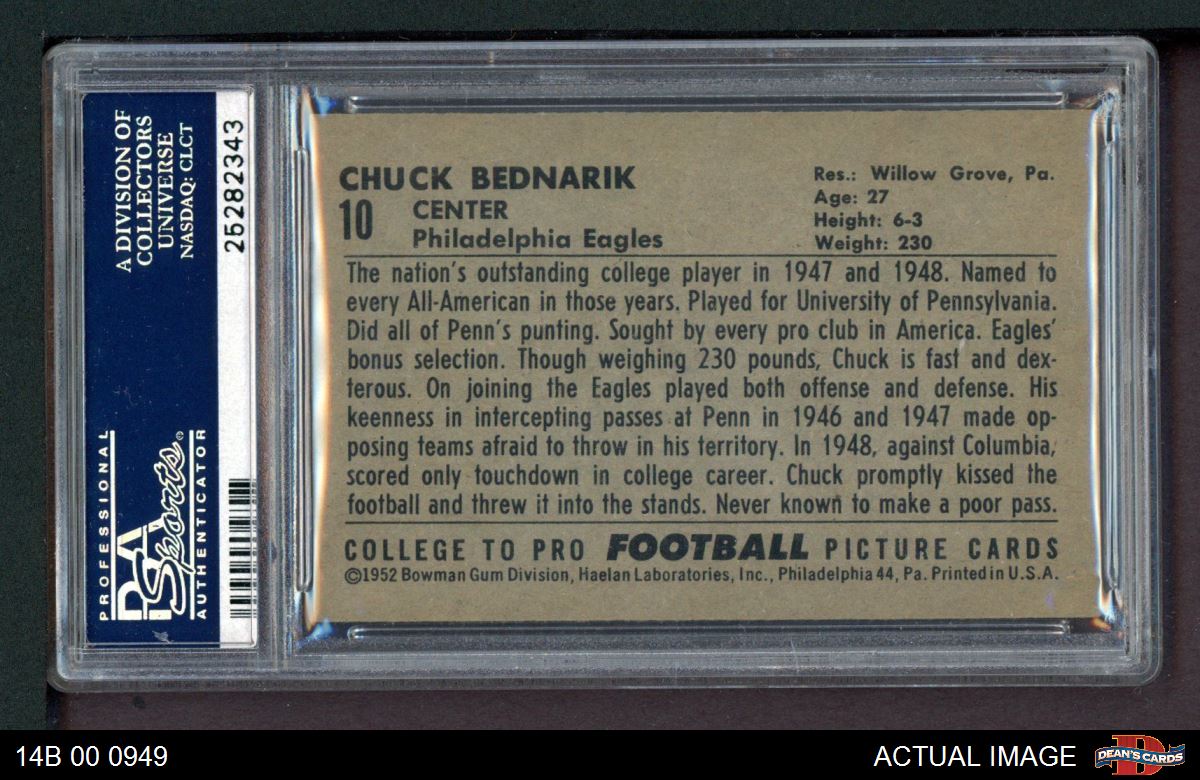 A DIVISION OF
COLLECTORS
UNIVERSE
NASDAQ: CLCT
25282343
PROFESSIONAL
PSA
Sports®
AUTHENTICATOR
CHUCK BEDNARIK
10
CENTER
Philadelphia Eagles
Res.: Willow Grove, Pa.
Age: 27
Height: 6-3
Weight: 230
The nation's outstanding college player in 1947 and 1948. Named to
every All-American in those years. Played for University of Pennsylvania.
Did all of Penn's punting. Sought by every pro club in America. Eagles'
bonus selection. Though weighing 230 pounds, Chuck is fast and dex-
terous. On joining the Eagles played both offense and defense. His
keenness in intercepting passes at Penn in 1946 and 1947 made op-
posing teams afraid to throw in his territory. In 1948, against Columbia,
scored only touchdown in college career. Chuck promptly kissed the
football and threw it into the stands. Never known to make a poor pass.
COLLEGE TO PRO FOOTBALL PICTURE CARDS
©1952 Bowman Gum Division, Haelan Laboratories, Inc., Philadelphia 44, Pa. Printed in U.S.A.
14B 00 0949
ACTUAL IMAGE
DEAN'S CARDS